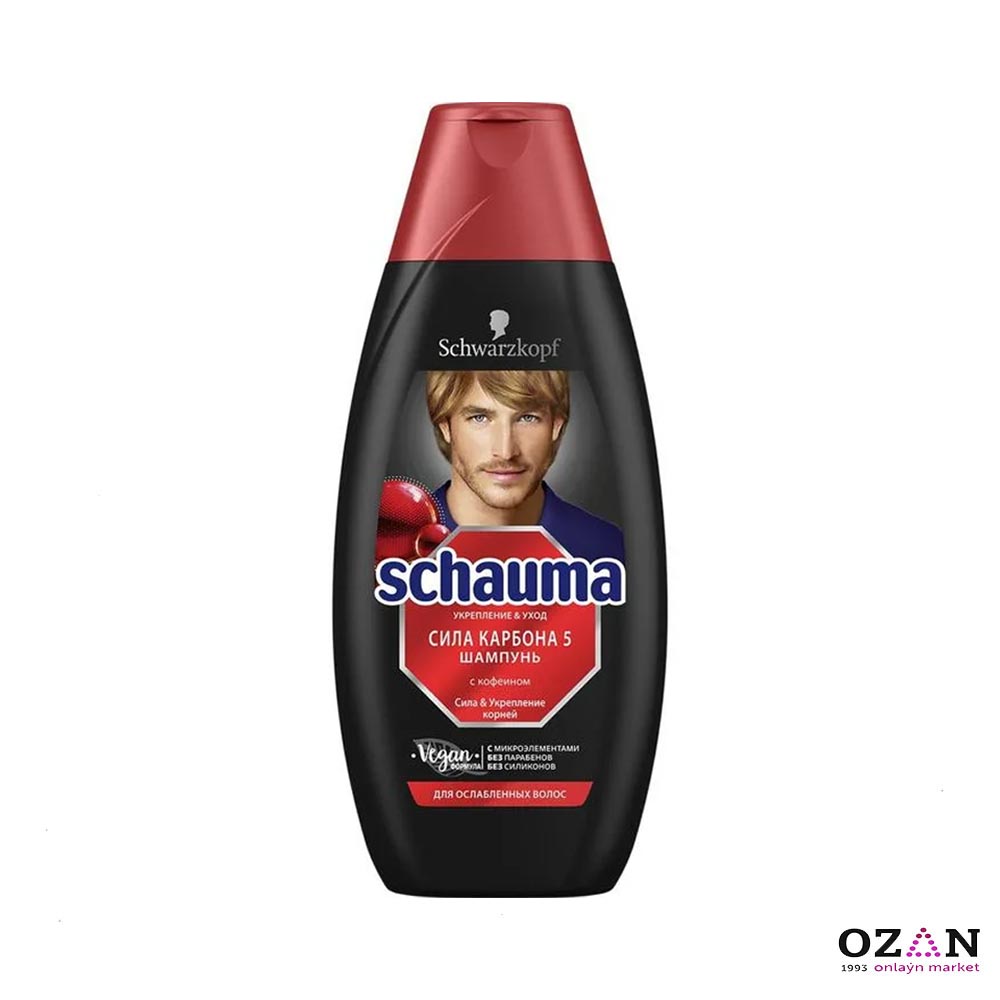 Schwarzkopf
schauma
УКРЕПЛЕНИЕ & УХОД
СИЛА КАРБОНА 5
ШАМПУНЬ
с кофеином
Сила & Укрепление
корней
Vegan
ФОРМУЛА
С МИКРОЭЛЕМЕНТАМИ
БЕЗ ПАРАБЕНОВ
БЕЗ СИЛИКОНОВ
ДЛЯ ОСЛАБЛЕННЫХ ВОЛОС
OZAN
1993 onlaýn market